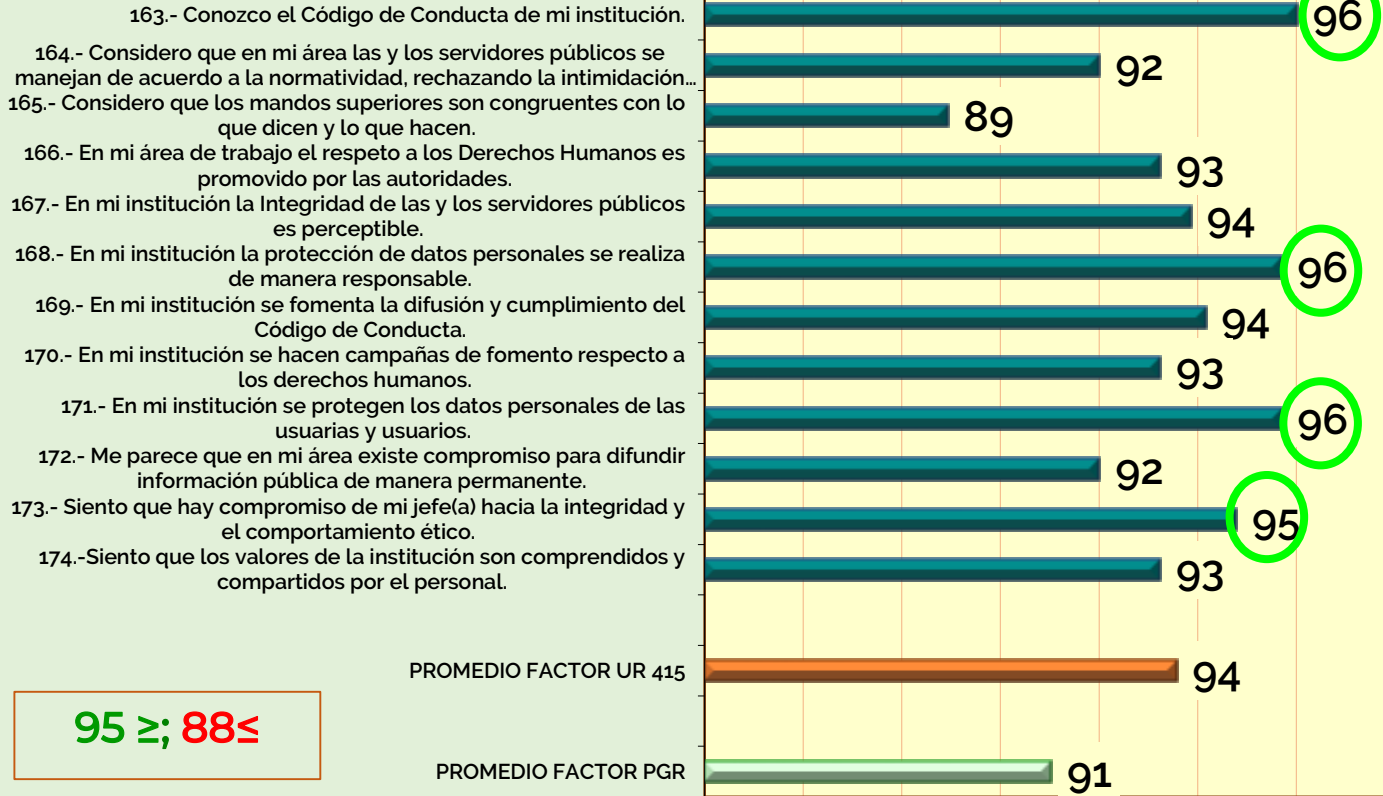 163.- Conozco el Código de Conducta de mi institución.
96
164.- Considero que en mi área las y los servidores públicos se
manejan de acuerdo a la normatividad, rechazando la intimidación…
92
165.- Considero que los mandos superiores son congruentes con lo
que dicen y lo que hacen.
89
166.- En mi área de trabajo el respeto a los Derechos Humanos es
promovido por las autoridades.
93
167.- En mi institución la Integridad de las y los servidores públicos
es perceptible.
94
168.- En mi institución la protección de datos personales se realiza
de manera responsable.
96
169.- En mi institución se fomenta la difusión y cumplimiento del
Código de Conducta.
94
170.- En mi institución se hacen campañas de fomento respecto a
los derechos humanos.
93
171.- En mi institución se protegen los datos personales de las
usuarias y usuarios.
96
172.- Me parece que en mi área existe compromiso para difundir
información pública de manera permanente.
92
173.- Siento que hay compromiso de mi jefe(a) hacia la integridad y
el comportamiento ético.
95
174.-Siento que los valores de la institución son comprendidos y
compartidos por el personal.
93
PROMEDIO FACTOR UR 415
94
95 ≥; 88≤
PROMEDIO FACTOR PGR
91